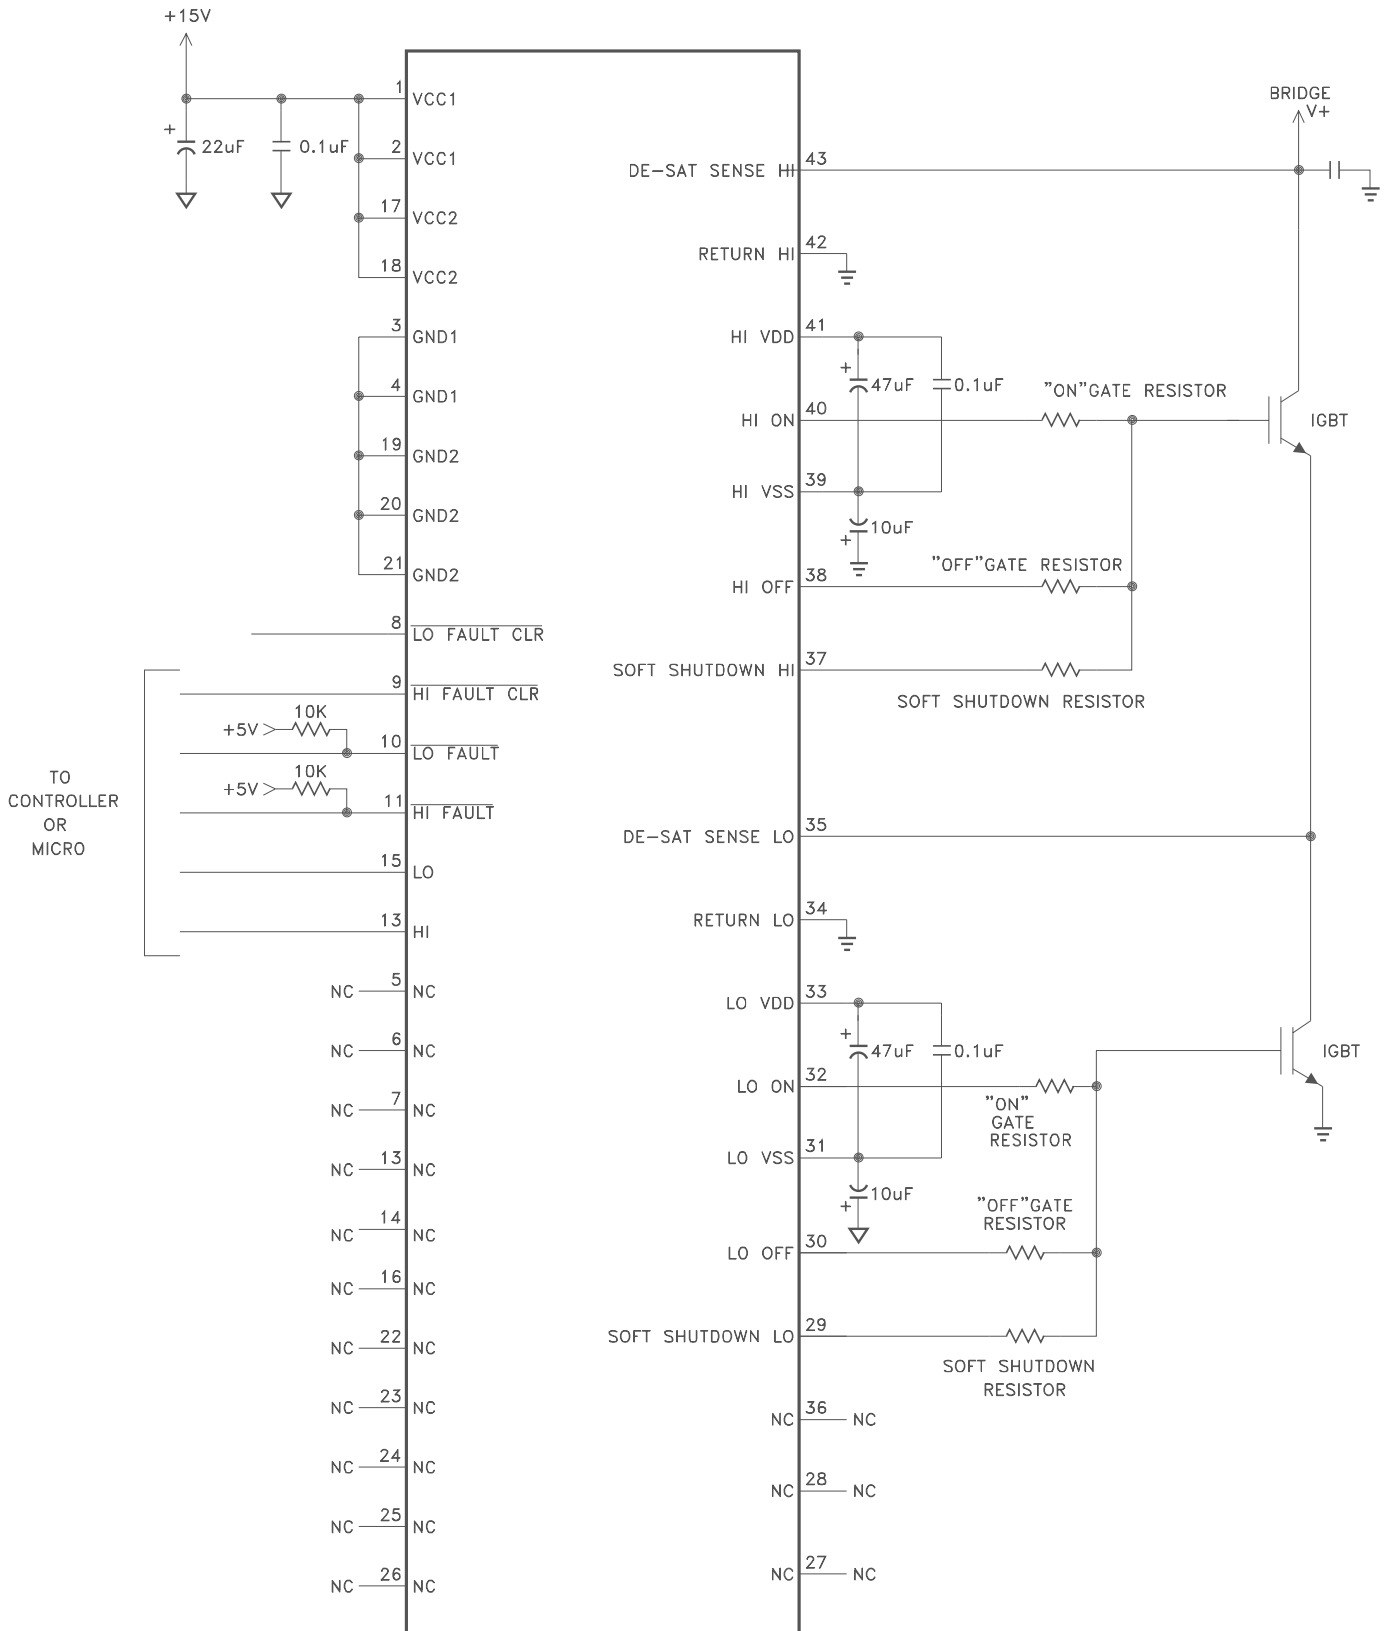 +15V
+
22uF
0.1uF
1 VCC1
2 VCC1
17 VCC2
18 VCC2
3 GND1
4 GND1
19 GND2
20 GND2
21 GND2
8 LO FAULT CLR
9 HI FAULT CLR
+5V
10K
10 LO FAULT
+5V
10K
11 HI FAULT
15 LO
13 HI
TO
CONTROLLER
OR
MICRO
NC 5 NC
NC 6 NC
NC 7 NC
NC 13 NC
NC 14 NC
NC 16 NC
NC 22 NC
NC 23 NC
NC 24 NC
NC 25 NC
NC 26 NC
DE-SAT SENSE HI 43
RETURN HI 42
HI VDD 41
+
47uF
0.1uF
HI ON 40
"ON"GATE RESISTOR
HI VSS 39
10uF
+
HI OFF 38
"OFF"GATE RESISTOR
SOFT SHUTDOWN HI 37
SOFT SHUTDOWN RESISTOR
BRIDGE
V+
IGBT
DE-SAT SENSE LO 35
RETURN LO 34
LO VDD 33
+
47uF
0.1uF
LO ON 32
"ON"
GATE
RESISTOR
IGBT
LO VSS 31
10uF
+
LO OFF 30
"OFF"GATE
RESISTOR
SOFT SHUTDOWN LO 29
SOFT SHUTDOWN
RESISTOR
NC 36 NC
NC 28 NC
NC 27 NC